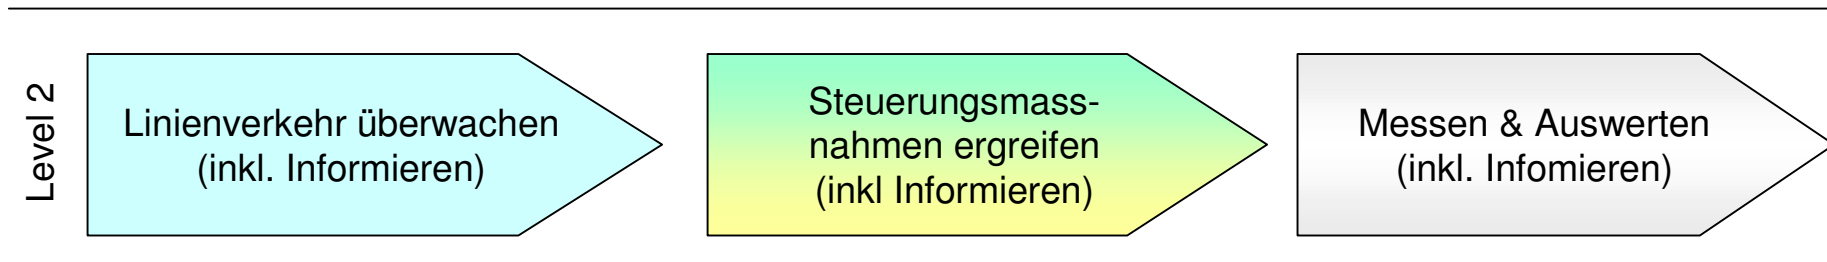 Level 2
Linienverkehr überwachen
(inkl. Informieren)
Steuerungsmass-
nahmen ergreifen
(inkl Informieren)
Messen & Auswerten
(inkl. Infomieren)